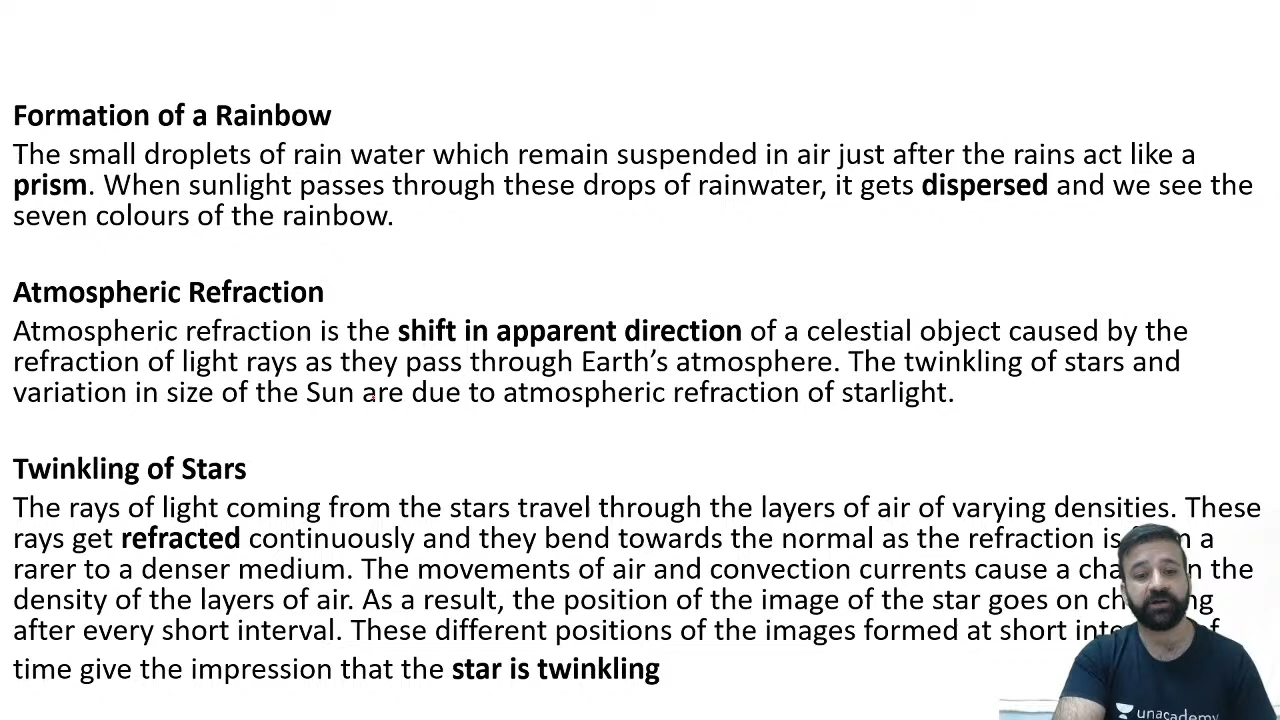 Formation of a Rainbow
The small droplets of rain water which remain suspended in air just after the rains act like a
prism. When sunlight passes through these drops of rainwater, it gets dispersed and we see the
seven colours of the rainbow.
Atmospheric Refraction
Atmospheric refraction is the shift in apparent direction of a celestial object caused by the
refraction of light rays as they pass through Earth’s atmosphere. The twinkling of stars and
variation in size of the Sun are due to atmospheric refraction of starlight.
Twinkling of Stars
The rays of light coming from the stars travel through the layers of air of varying densities. These
rays get refracted continuously and they bend towards the normal as the refraction is a
rarer to a denser medium. The movements of air and convection currents cause a the
density of the layers of air. As a result, the position of the image of the star goes on
after every short interval. These different positions of the images formed at short
time give the impression that the star is twinkling
unacademy